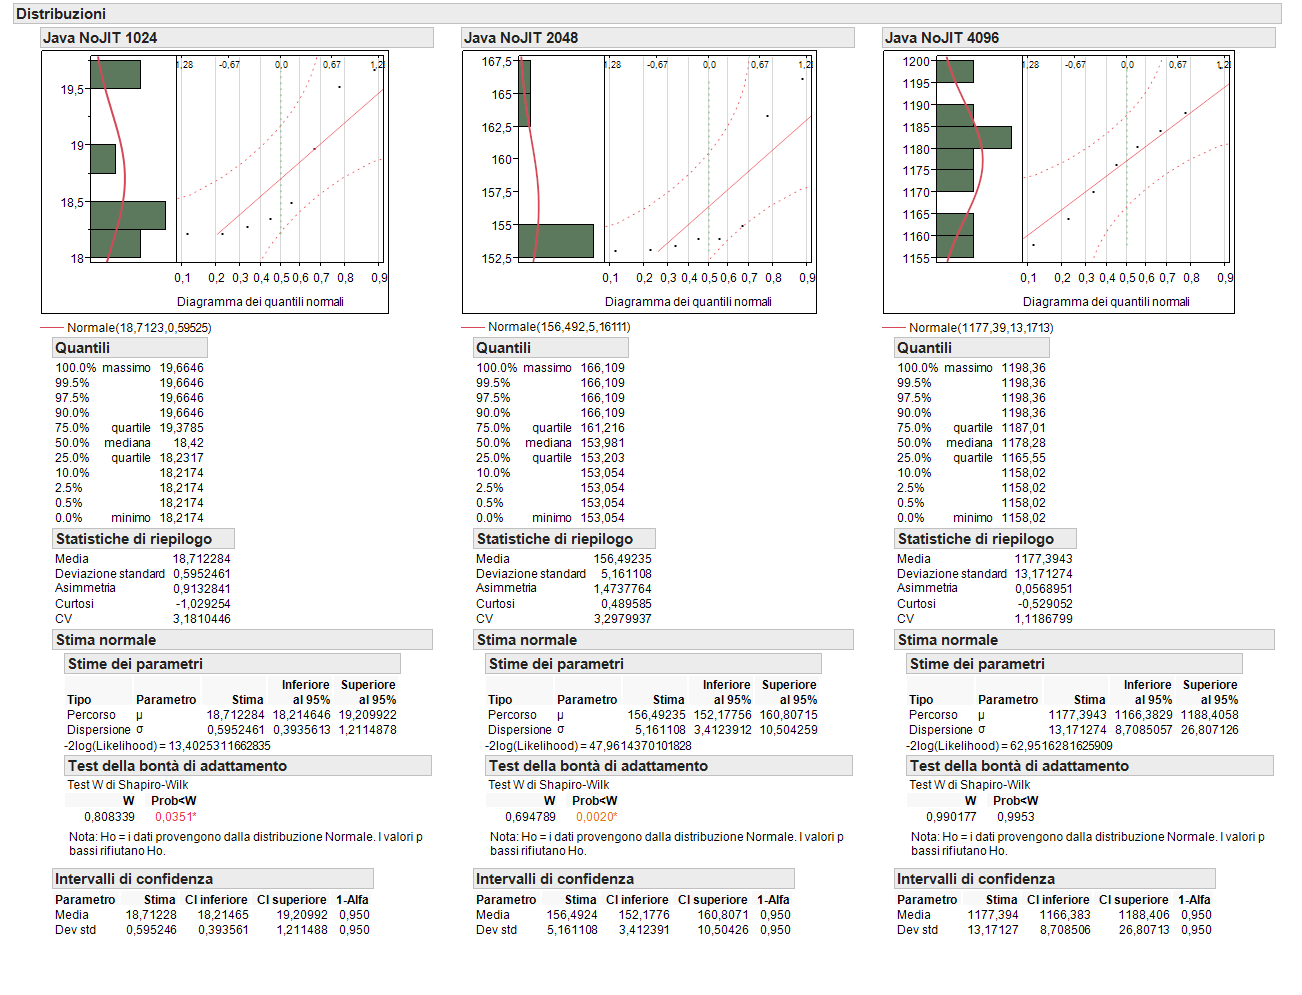 Distribuzioni
Java NoJIT 1024
1,28 -0,67 0,0 0,67 1,2
19,5
19
18,5
18
0,1 0,2 0,3 0,4 0,5 0,6 0,7 0,8 0,9
Diagramma dei quantili normali
Normale(18,7123,0,59525)
Quantili
100.0% massimo 19,6646
99.5% 19,6646
97.5% 19,6646
90.0% 19,6646
75.0% quartile 19,3785
50.0% mediana 18,42
25.0% quartile 18,2317
10.0% 18,2174
2.5% 18,2174
0.5% 18,2174
0.0% minimo 18,2174
Statistiche di riepilogo
Media 18,712284
Deviazione standard 0,5952461
Asimmetria 0,9132841
Curtosi -1,029254
CV 3,1810446
Stima normale
Stime dei parametri
Inferiore Superiore
Tipo Parametro Stima al 95% al 95%
Percorso μ 18,712284 18,214646 19,209922
Dispersione σ 0,5952461 0,3935613 1,2114878
-2log(Likelihood) = 13,4025311662835
Test della bontà di adattamento
Test W di Shapiro-Wilk
W Prob<W
0,808339 0,0351*
Nota: Ho = i dati provengono dalla distribuzione Normale. I valori p
bassi rifiutano Ho.
Intervalli di confidenza
Parametro Stima CI inferiore CI superiore 1-Alfa
Media 18,71228 18,21465 19,20992 0,950
Dev std 0,595246 0,393561 1,211488 0,950
Java NoJIT 2048
1,28 -0,67 0,0 0,67 1,2
167,5
165
162,5
160
157,5
155
152,5
0,1 0,2 0,3 0,4 0,5 0,6 0,7 0,8 0,9
Diagramma dei quantili normali
Normale(156,492,5,16111)
Quantili
100.0% massimo 166,109
99.5% 166,109
97.5% 166,109
90.0% 166,109
75.0% quartile 161,216
50.0% mediana 153,981
25.0% quartile 153,203
10.0% 153,054
2.5% 153,054
0.5% 153,054
0.0% minimo 153,054
Statistiche di riepilogo
Media 156,49235
Deviazione standard 5,161108
Asimmetria 1,4737764
Curtosi 0,489585
CV 3,2979937
Stima normale
Stime dei parametri
Inferiore Superiore
Tipo Parametro Stima al 95% al 95%
Percorso μ 156,49235 152,17756 160,80715
Dispersione σ 5,161108 3,4123912 10,504259
-2log(Likelihood) = 47,9614370101828
Test della bontà di adattamento
Test W di Shapiro-Wilk
W Prob<W
0,694789 0,0020*
Nota: Ho = i dati provengono dalla distribuzione Normale. I valori p
bassi rifiutano Ho.
Intervalli di confidenza
Parametro Stima CI inferiore CI superiore 1-Alfa
Media 156,4924 152,1776 160,8071 0,950
Dev std 5,161108 3,412391 10,50426 0,950
Java NoJIT 4096
1,28 -0,67 0,0 0,67 1,2
1200
1195
1190
1185
1180
1175
1170
1165
1160
1155
0,1 0,2 0,3 0,4 0,5 0,6 0,7 0,8 0,9
Diagramma dei quantili normali
Normale(1177,39,13,1713)
Quantili
100.0% massimo 1198,36
99.5% 1198,36
97.5% 1198,36
90.0% 1198,36
75.0% quartile 1187,01
50.0% mediana 1178,28
25.0% quartile 1165,55
10.0% 1158,02
2.5% 1158,02
0.5% 1158,02
0.0% minimo 1158,02
Statistiche di riepilogo
Media 1177,3943
Deviazione standard 13,171274
Asimmetria 0,0568951
Curtosi -0,529052
CV 1,1186799
Stima normale
Stime dei parametri
Inferiore Superiore
Tipo Parametro Stima al 95% al 95%
Percorso μ 1177,3943 1166,3829 1188,4058
Dispersione σ 13,171274 8,7085057 26,807126
-2log(Likelihood) = 62,9516281625909
Test della bontà di adattamento
Test W di Shapiro-Wilk
W Prob<W
0,990177 0,9953
Nota: Ho = i dati provengono dalla distribuzione Normale. I valori p
bassi rifiutano Ho.
Intervalli di confidenza
Parametro Stima CI inferiore CI superiore 1-Alfa
Media 1177,394 1166,383 1188,406 0,950
Dev std 13,17127 8,708506 26,80713 0,950